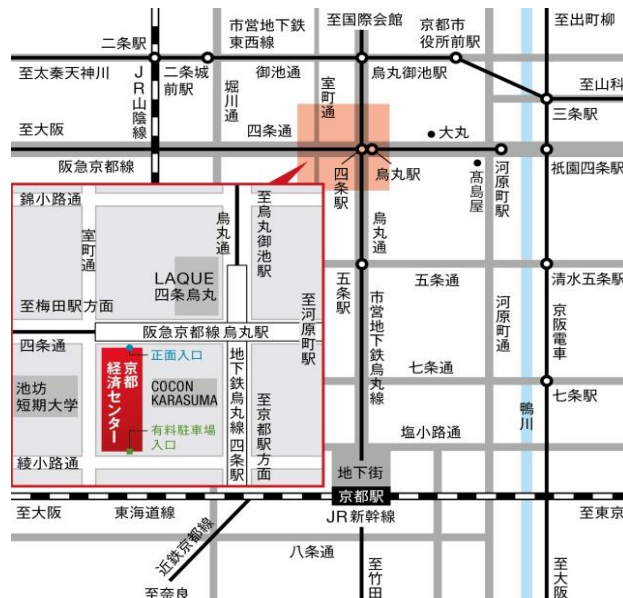 市営地下鉄
東西線
至国際会館
京都市
役所前駅
至出町柳
二条駅
至太秦天神川
二条城
前駅
御池通
烏丸御池駅
至山科
三条駅
JR山陰線
堀川通
室町通
至大阪
四条通
大丸
阪急京都線
四条駅
烏丸駅
髙島屋
河原町駅
祇園四条駅
烏丸通
五条駅
五条通
清水五条駅
市営地下鉄烏丸線
河原町通
京阪電車
七条通
七条駅
鴨川
塩小路通
地下街
京都駅
JR新幹線
至大阪
東海道線
至東京
近鉄京都線
八条通
至奈良
至竹田
至大阪
錦小路通
室町通
烏丸通
至烏丸御池駅
LAQUE
四条烏丸
至梅田駅方面
阪急京都線 烏丸駅
至河原町駅
四条通
正面入口
池坊
短期大学
京都
経済センター
COCON
KARASUMA
地下鉄烏丸線 四条駅
至京都駅方面
有料駐車場
入口
綾小路通